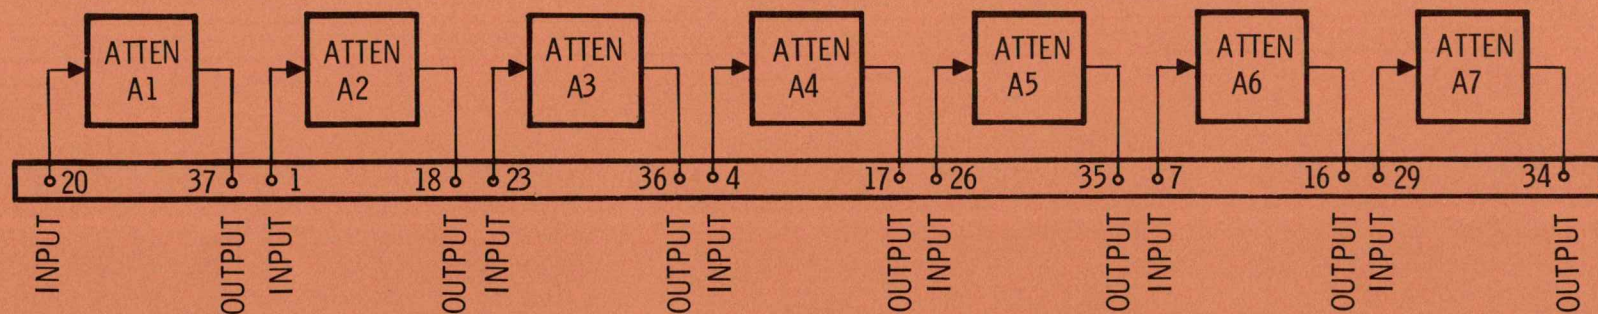 ATTEN
A1
ATTEN
A2
ATTEN
A3
ATTEN
A4
ATTEN
A5
ATTEN
A6
ATTEN
A7
20 37 1 18 23 36 4 17 26 35 7 16 29 34
INPUT
OUTPUT
INPUT
OUTPUT
INPUT
OUTPUT
INPUT
OUTPUT
INPUT
OUTPUT
INPUT
OUTPUT
INPUT
OUTPUT